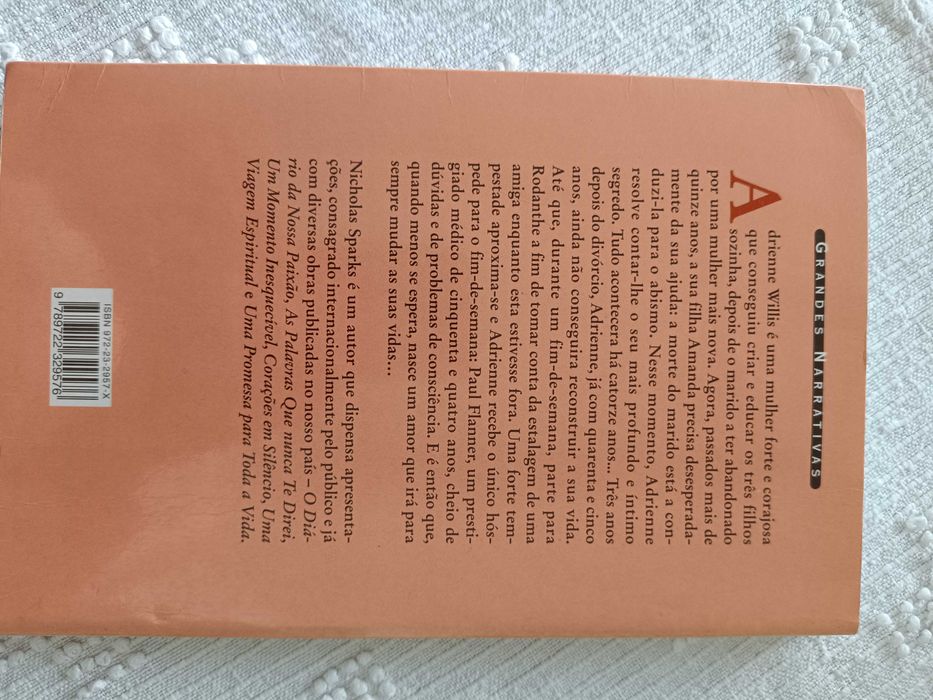 GRANDES NARRATIVAS
Adrienne Willis é uma mulher forte e corajosa
que conseguiu criar e educar os três filhos
sozinha, depois de o marido a ter abandonado
por uma mulher mais nova. Agora, passados mais de
quinze anos, a sua filha Amanda precisa desesperada-
mente da sua ajuda: a morte do marido está a con-
duzi-la para o abismo. Nesse momento, Adrienne
resolve contar-lhe o seu mais profundo e íntimo
segredo. Tudo acontecera há catorze anos... Três anos
depois do divórcio, Adrienne, já com quarenta e cinco
anos, ainda não conseguira reconstruir a sua vida.
Até que, durante um fim-de-semana, parte para
Rodanthe a fim de tomar conta da estalagem de uma
amiga enquanto esta estivesse fora. Uma forte tem-
pestade aproxima-se e Adrienne recebe o único hós-
pede para o fim-de-semana: Paul Flanner, um presti-
giado médico de cinquenta e quatro anos, cheio de
dúvidas e de problemas de consciência. E é então que,
quando menos se espera, nasce um amor que irá para
sempre mudar as suas vidas...
Nicholas Sparks é um autor que dispensa apresenta-
ções, consagrado internacionalmente pelo público e já
com diversas obras publicadas no nosso país – O Diá-
rio da Nossa Paixão, As Palavras Que nunca Te Direi,
Um Momento Inesquecível, Corações em Silêncio, Uma
Viagem Espiritual e Uma Promessa para Toda a Vida.
ISBN 972-23-2957-X
9 789722 329576